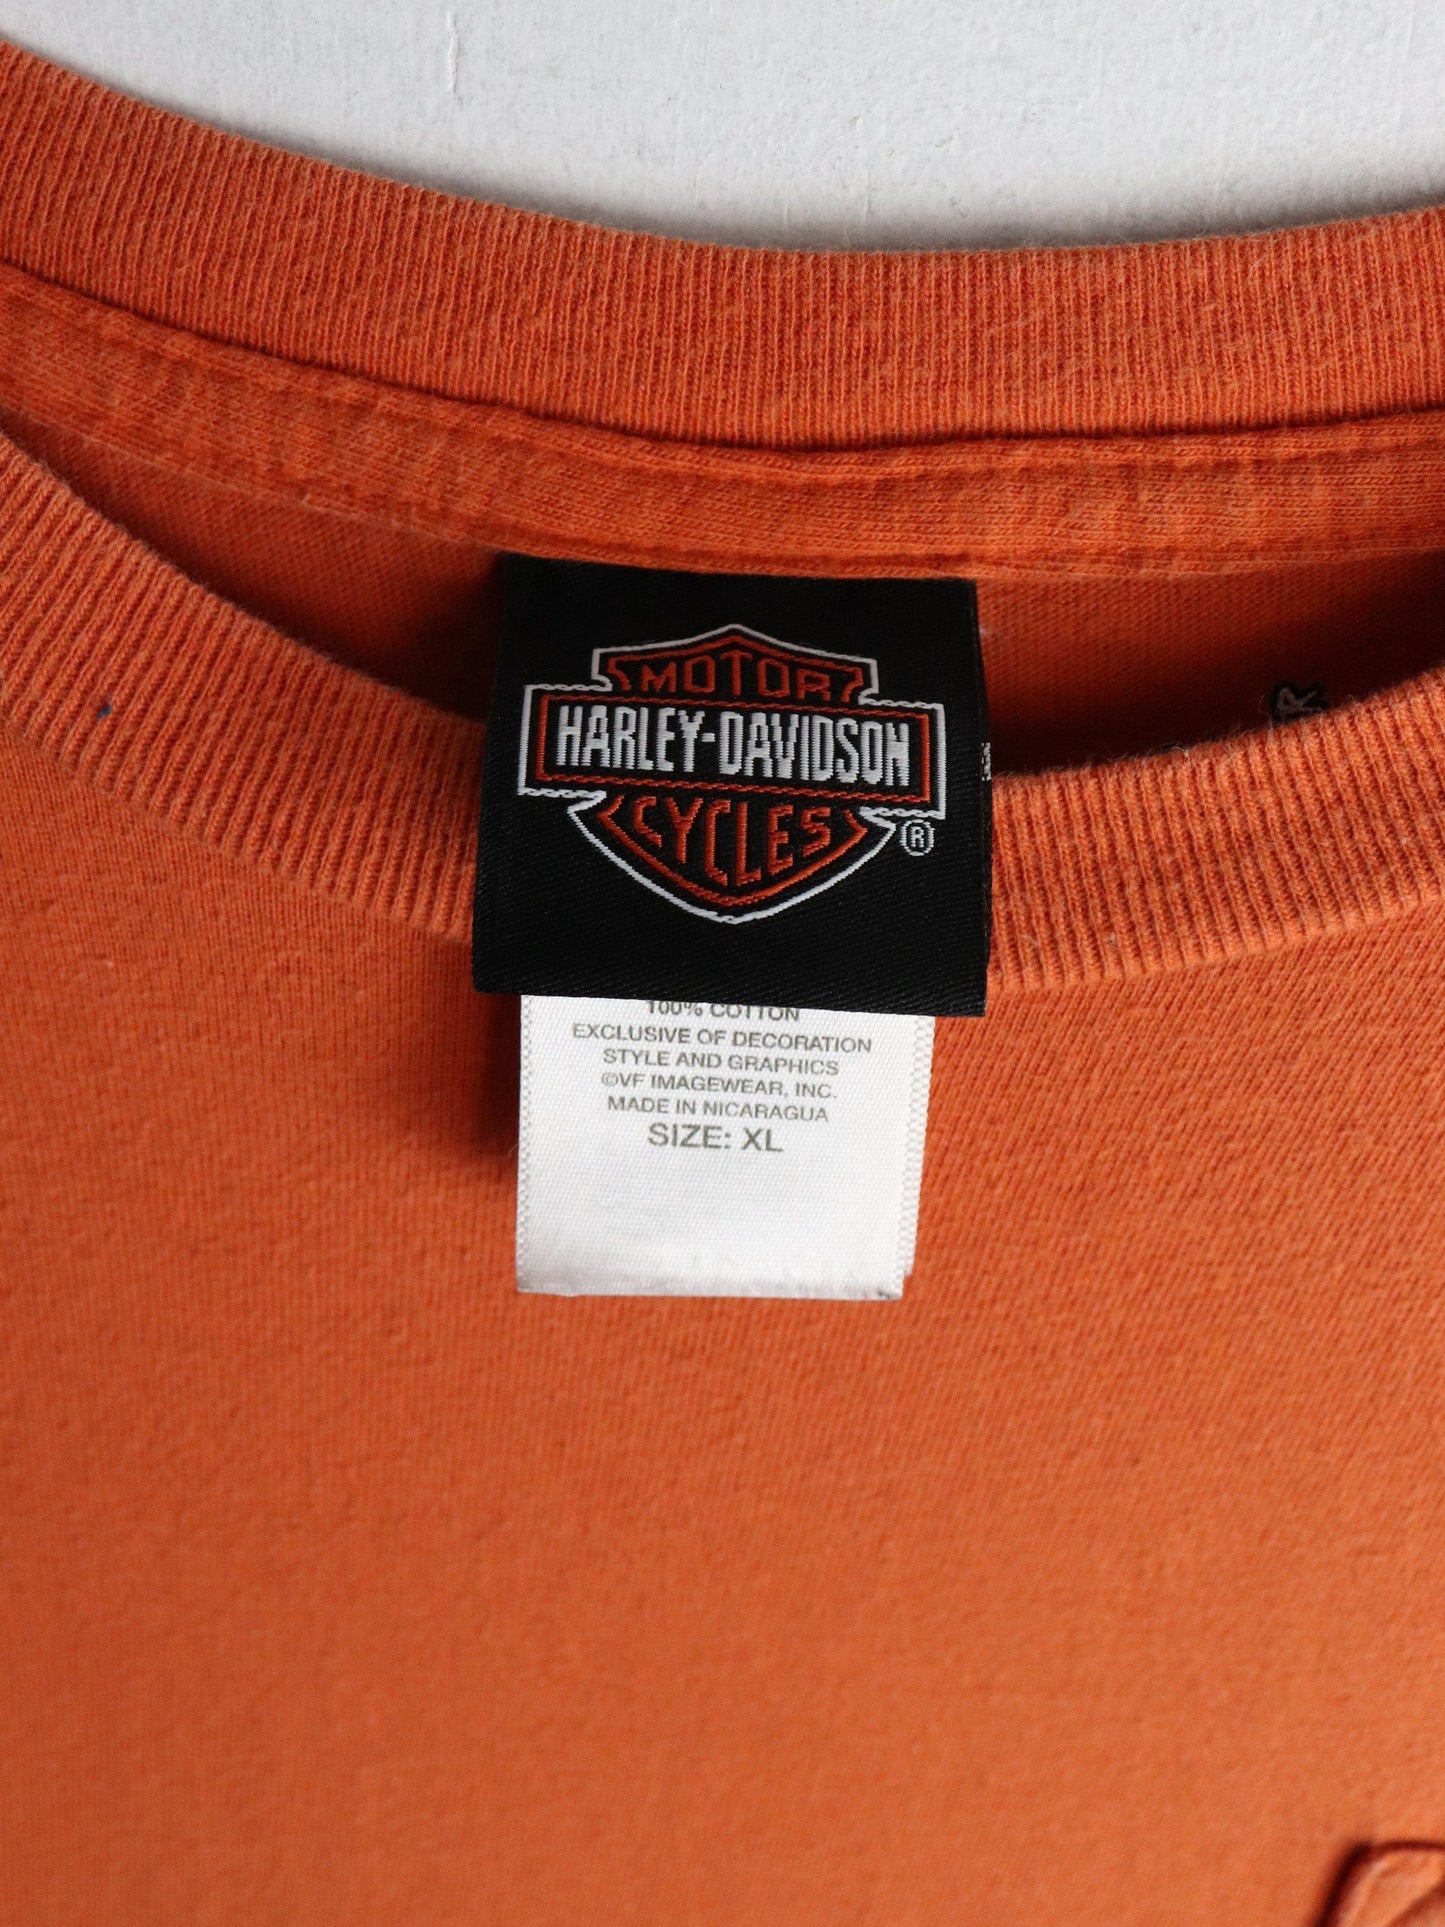 MOTOR
HARLEY-DAVIDSON
CYCLES
®
100% COTTON
EXCLUSIVE OF DECORATION
STYLE AND GRAPHICS
©VF IMAGEWEAR, INC.
MADE IN NICARAGUA
SIZE: XL